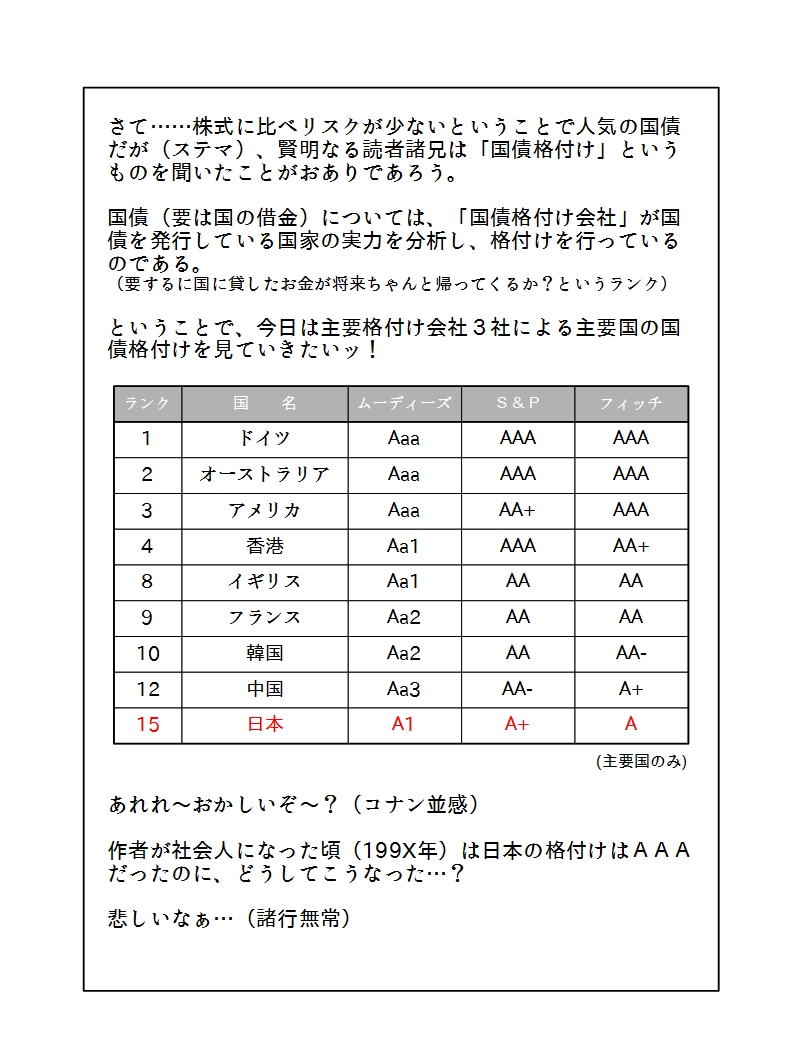 さて……株式に比べリスクが少ないということで人気の国債
だが（ステマ）、賢明なる読者諸兄は「国債格付け」という
ものを聞いたことがおありであろう。
国債（要は国の借金）については、「国債格付け会社」が国
債を発行している国家の実力を分析し、格付けを行っている
のである。
（要するに国に貸したお金が将来ちゃんと帰ってくるか？というランク）
ということで、今日は主要格付け会社３社による主要国の国
債格付けを見ていきたいッ！
ランク 国　　名 ムーディーズ Ｓ＆Ｐ フィッチ
1 ドイツ Aaa AAA AAA
2 オーストラリア Aaa AAA AAA
3 アメリカ Aaa AA+ AAA
4 香港 Aa1 AAA AA+
8 イギリス Aa1 AA AA
9 フランス Aa2 AA AA
10 韓国 Aa2 AA AA-
12 中国 Aa3 AA- A+
15 日本 A1 A+ A
(主要国のみ)
あれれ～おかしいぞ～？（コナン並感）
作者が社会人になった頃（199X年）は日本の格付けはＡＡＡ
だったのに、どうしてこうなった…？
悲しいなぁ…（諸行無常）